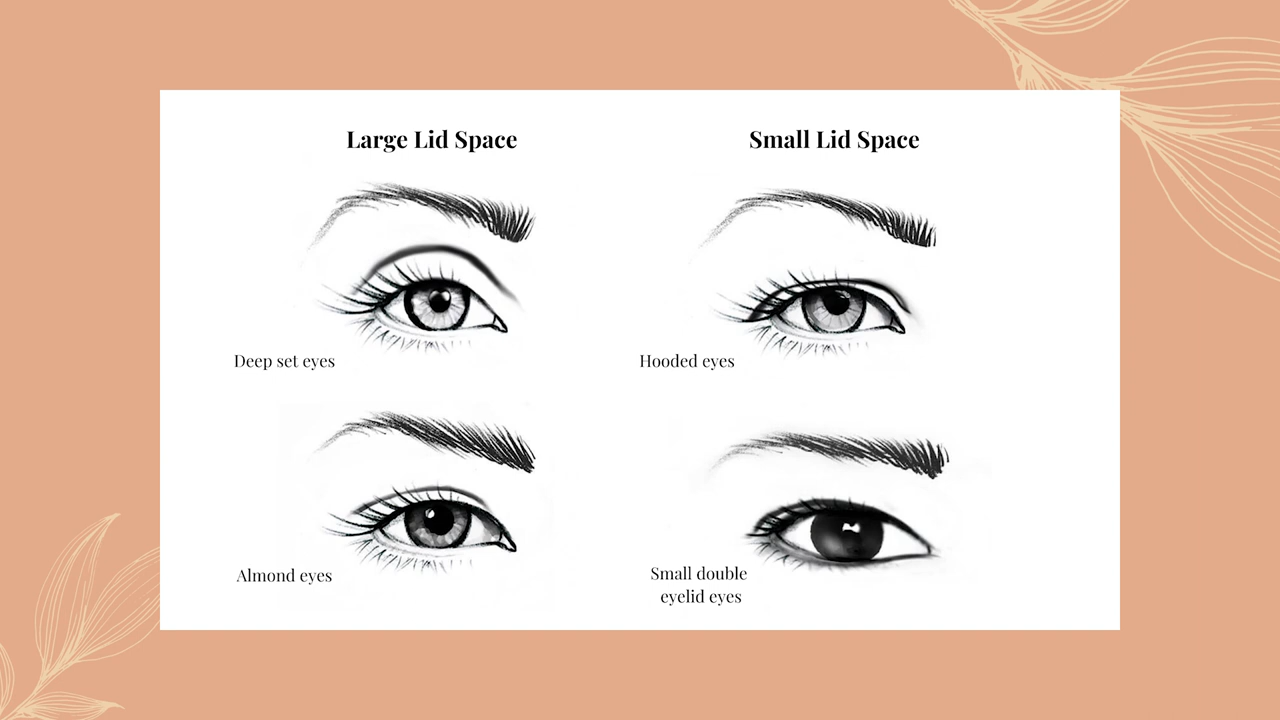 Large Lid Space
Small Lid Space
Deep set eyes
Hooded eyes
Almond eyes
Small double
eyelid eyes